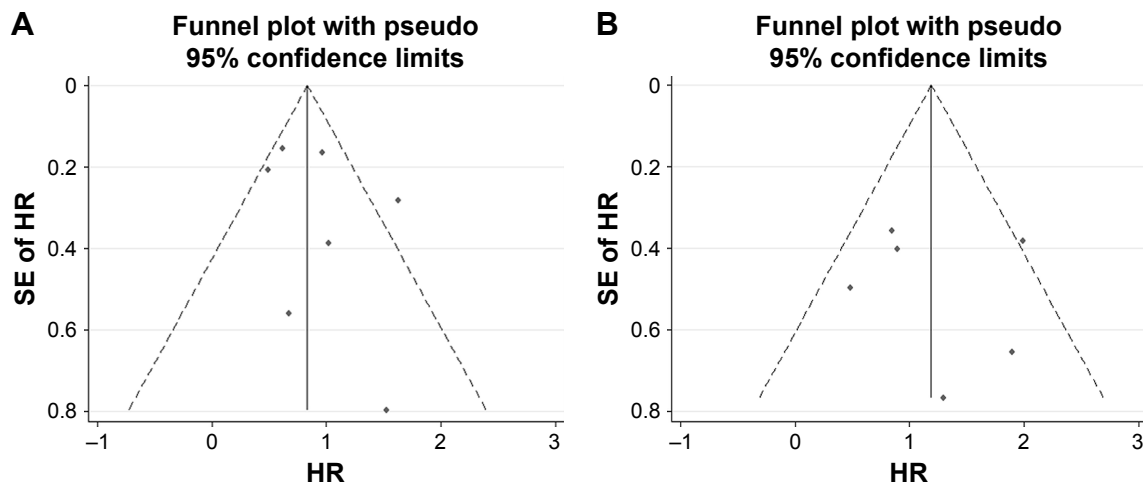 A
Funnel plot with pseudo
95% confidence limits
0
0.2
0.4
0.6
0.8
SE of HR
–1
0
1
2
3
HR
B
Funnel plot with pseudo
95% confidence limits
0
0.2
0.4
0.6
0.8
SE of HR
–1
0
1
2
3
HR